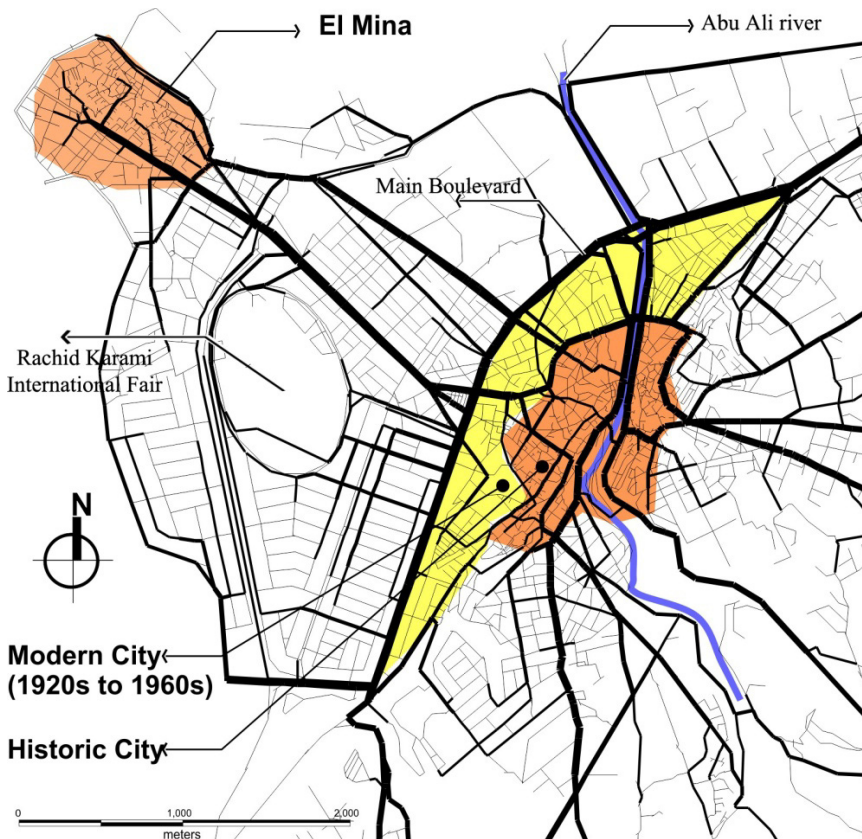 El Mina
Abu Ali river
Main Boulevard
Rachid Karami
International Fair
N
Modern City
(1920s to 1960s)
Historic City
0 1,000 2,000
meters